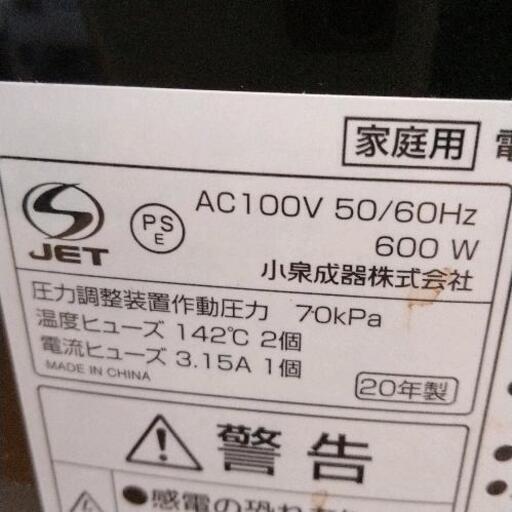 家庭用 電
JET
PS
E
AC100V 50/60Hz
600 W
小泉成器株式会社
圧力調整装置作動圧力 70kPa
温度ヒューズ 142℃ 2個
電流ヒューズ 3.15A 1個
MADE IN CHINA
20年製
警告
●感電の恐れ